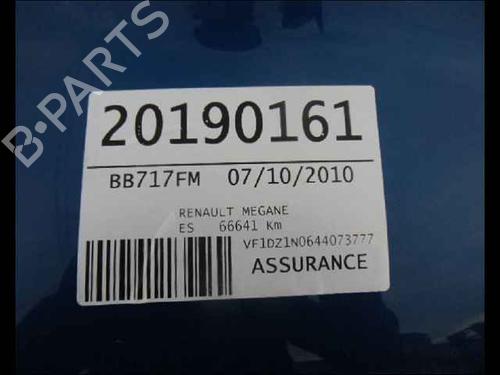 B-PARTS
20190161
BB717FM 07/10/2010
RENAULT MEGANE
ES 66641 Km
VF1DZ1N0644073777
ASSURANCE